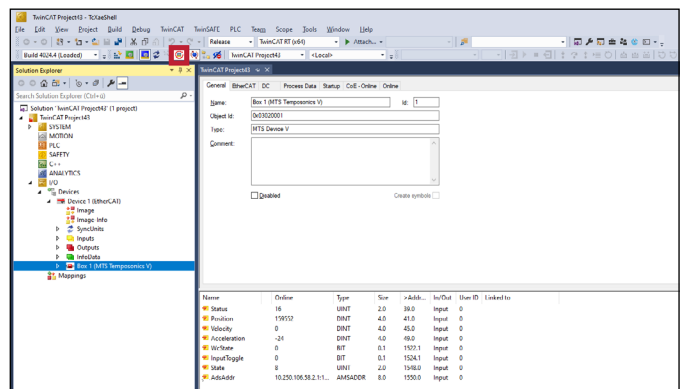 TwinCAT Project43 - TcXaeShell
File Edit View Project Build Debug TwinCAT TwinSAFE PLC Team Scope Tools Window Help
Release TwinCAT RT (x64) Attach...
Build 4024.4 (Loaded) TwinCAT Project43 <Local>
Solution Explorer
Search Solution Explorer (Ctrl+ü)
Solution 'TwinCAT Project43' (1 project)
TwinCAT Project43
SYSTEM
MOTION
PLC
SAFETY
C++
ANALYTICS
I/O
Devices
Device 1 (EtherCAT)
Image
Image-Info
SyncUnits
Inputs
Outputs
InfoData
Box 1 (MTS Temposonics V)
Mappings
TwinCAT Project43
General EtherCAT DC Process Data Startup CoE - Online Online
Name: Box 1 (MTS Temposonics V) Id: 1
Object Id: 0x03020001
Type: MTS Device V
Comment:
Disabled Create symbols
Name Online Type Size >Addr... In/Out User ID Linked to
Status 16 UINT 2.0 39.0 Input 0
Position 159552 DINT 4.0 41.0 Input 0
Velocity 0 DINT 4.0 45.0 Input 0
Acceleration -24 DINT 4.0 49.0 Input 0
WcState 0 BIT 0.1 1522.1 Input 0
InputToggle 0 BIT 0.1 1524.1 Input 0
State 8 UINT 2.0 1548.0 Input 0
AdsAddr 10.250.106.58.2.1:1... AMSADDR 8.0 1550.0 Input 0